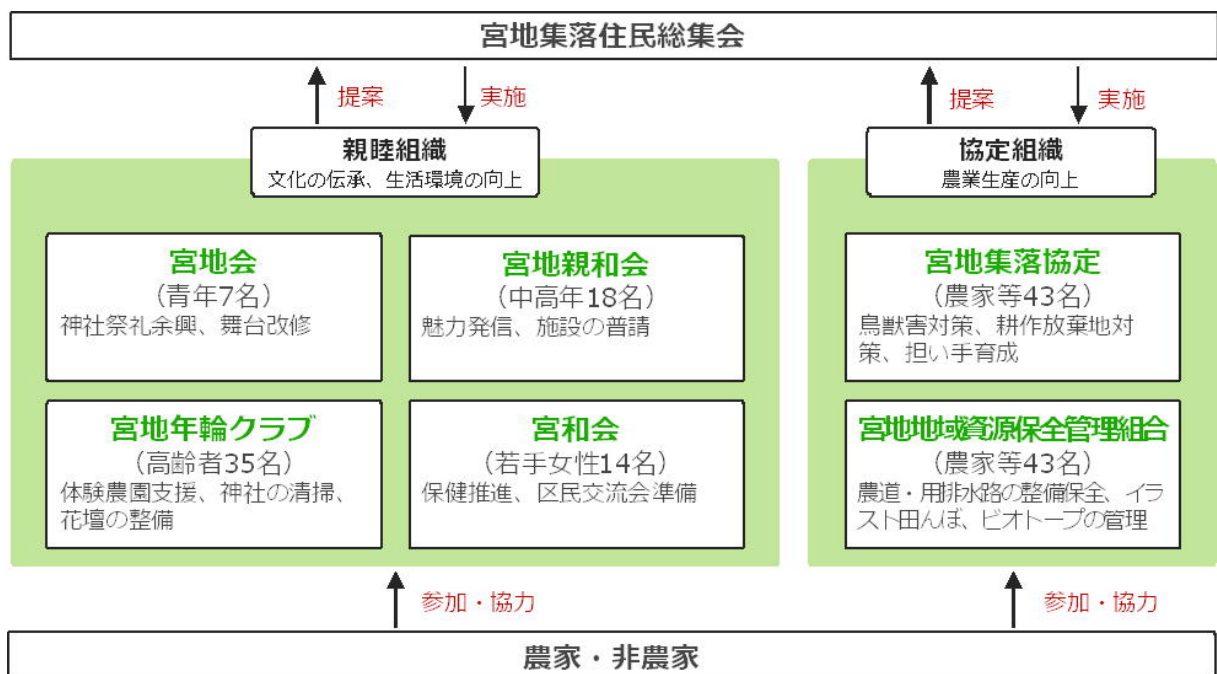 宮地集落住民総集会
提案
実施
提案
実施
親睦組織
文化の伝承、生活環境の向上
協定組織
農業生産の向上
宮地会
(青年7名)
神社祭礼余興、舞台改修
宮地親和会
(中高年18名)
魅力発信、施設の普請
宮地集落協定
(農家等43名)
鳥獣害対策、耕作放棄地対
策、担い手育成
宮地年輪クラブ
(高齢者35名)
体験農園支援、神社の清掃、
花壇の整備
宮和会
(若手女性14名)
保健推進、区民交流会準備
宮地地域資源保全管理組合
(農家等43名)
農道・用排水路の整備保全、イラ
スト田んぼ、ビオトープの管理
参加・協力
参加・協力
農家・非農家